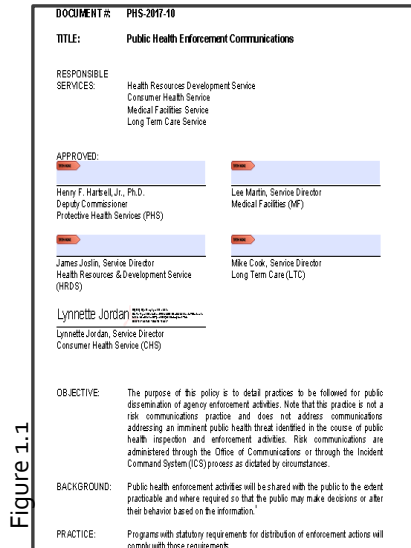 DOCUMENT #: PHS-2017-10
TITLE: Public Health Enforcement Communications
RESPONSIBLE
SERVICES: Health Resources Development Service
Consumer Health Service
Medical Facilities Service
Long Term Care Service
APPROVED:
Henry F. Hartsell, Jr., Ph.D.
Deputy Commissioner
Protective Health Services (PHS)
Lee Martin, Service Director
Medical Facilities (MF)
James Joslin, Service Director
Health Resources & Development Service
(HRDS)
Mike Cook, Service Director
Long Term Care (LTC)
Lynnette Jordan
Lynnette Jordan, Service Director
Consumer Health Service (CHS)
OBJECTIVE: The purpose of this policy is to detail practices to be followed for public
dissemination of agency enforcement activities. Note that this practice is not a
risk communications practice and does not address communications
addressing an imminent public health threat identified in the course of public
health inspection and enforcement activities. Risk communications are
administered through the Office of Communications or through the Incident
Command System (ICS) process as dictated by circumstances.
BACKGROUND: Public health enforcement activities will be shared with the public to the extent
practicable and where required so that the public may make decisions or alter
their behavior based on the information.
PRACTICE: Programs with statutory requirements for distribution of enforcement actions will
comply with those requirements
Figure 1.1